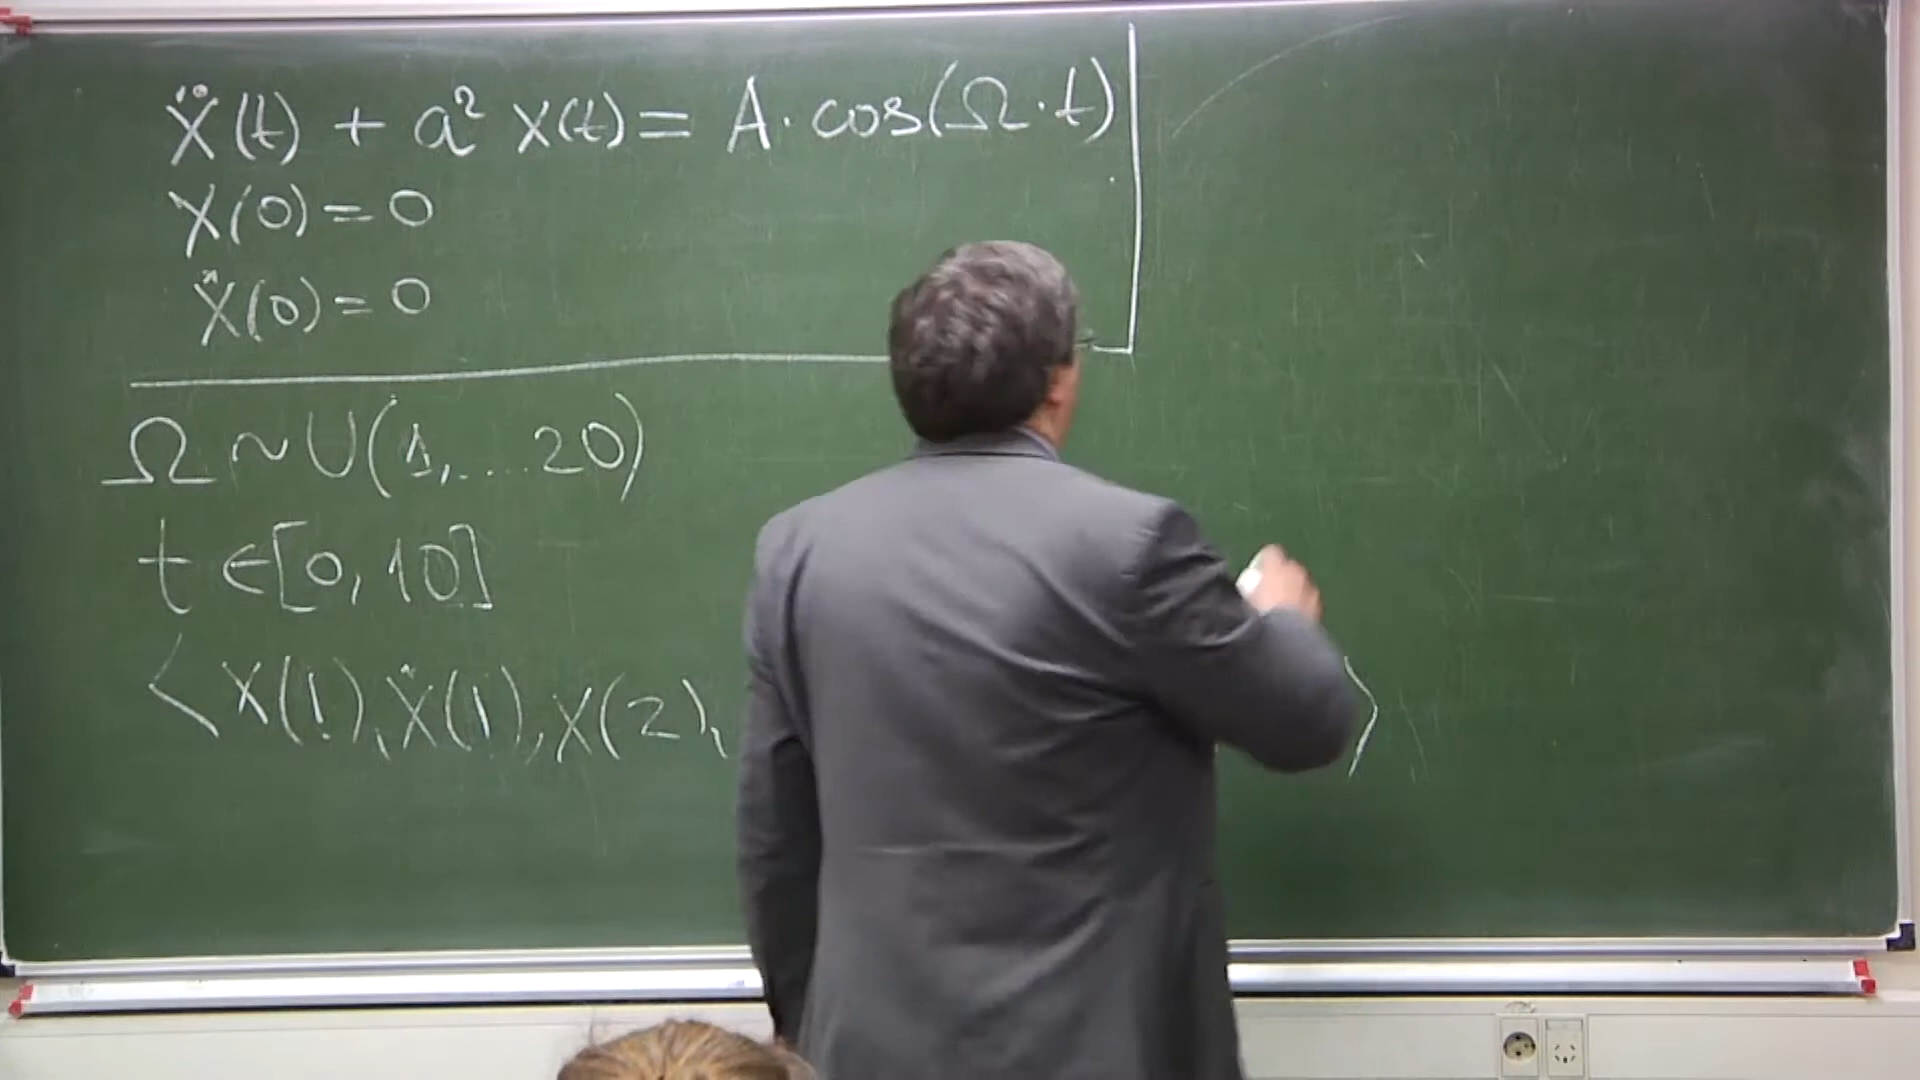 ẍ(t) + a² x(t) = A · cos(Ω · t)
x(0) = 0
ẋ(0) = 0
Ω ~ U(1, ... 20)
t ∈ [0, 10]
⟨ x(1), ẋ(1), x(2), ⟩